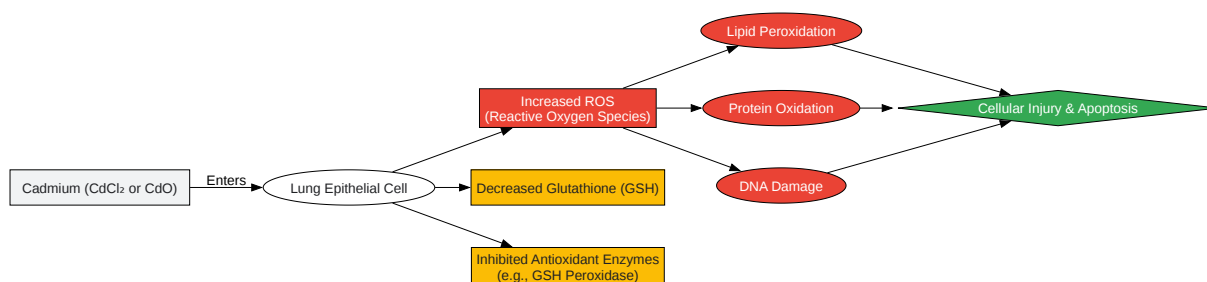 Lipid Peroxidation
Increased ROS
(Reactive Oxygen Species)
Protein Oxidation
Cellular Injury & Apoptosis
Cadmium (CdCl₂ or CdO)
Enters
Lung Epithelial Cell
Decreased Glutathione (GSH)
DNA Damage
Inhibited Antioxidant Enzymes
(e.g., GSH Peroxidase)